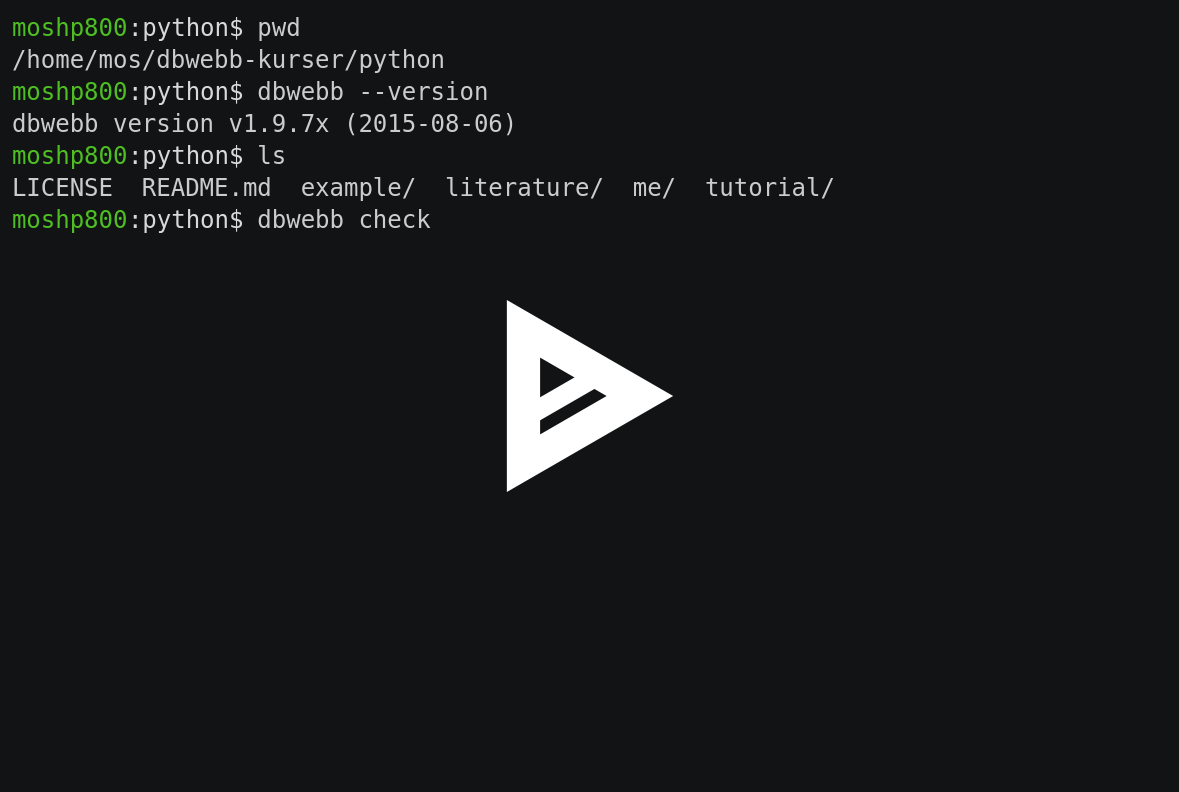 moshp800:python$ pwd
/home/mos/dbwebb-kurser/python
moshp800:python$ dbwebb --version
dbwebb version v1.9.7x (2015-08-06)
moshp800:python$ ls
LICENSE  README.md  example/  literature/  me/  tutorial/
moshp800:python$ dbwebb check